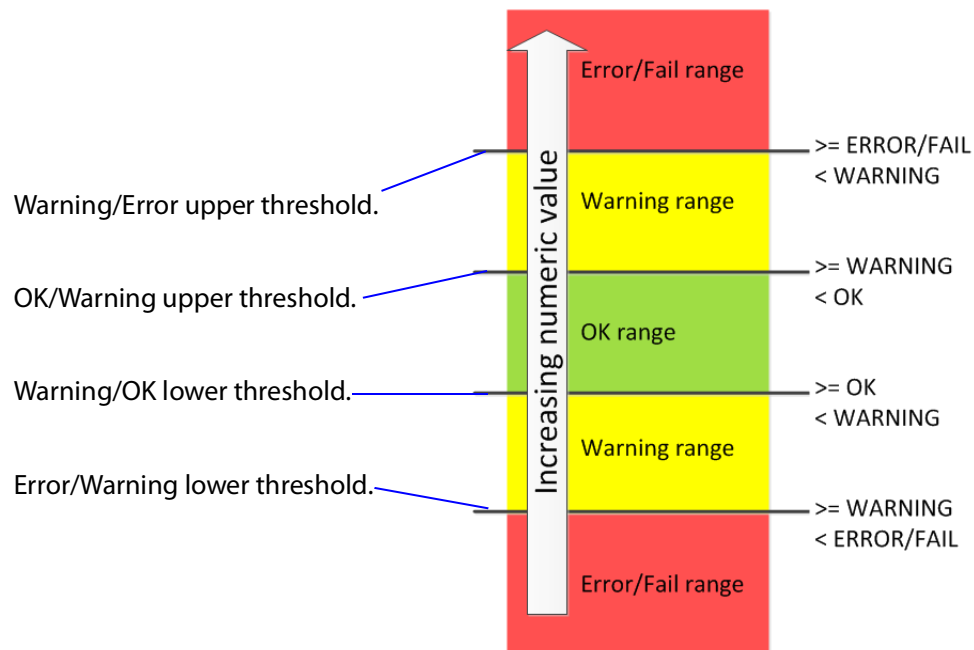 Error/Fail range
>= ERROR/FAIL
< WARNING
Warning/Error upper threshold.
Warning range
>= WARNING
< OK
OK/Warning upper threshold.
Increasing numeric value
OK range
Warning/OK lower threshold.
>= OK
< WARNING
Warning range
Error/Warning lower threshold.
>= WARNING
< ERROR/FAIL
Error/Fail range